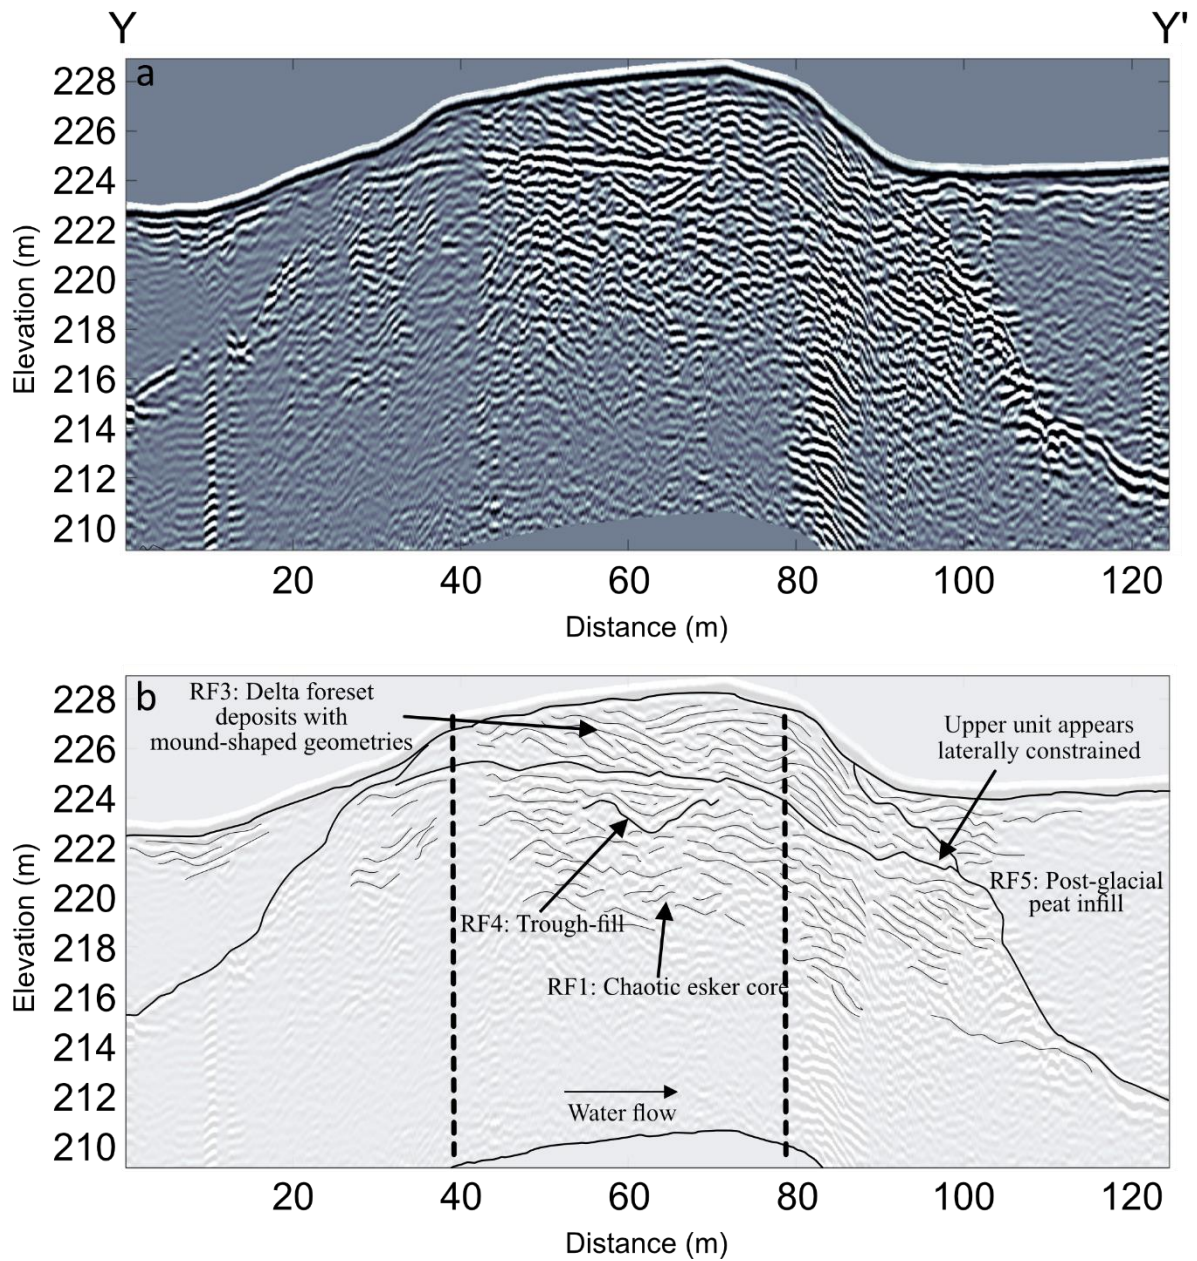 Y Y'
a
228
226
224
222
220
218
216
214
212
210
Elevation (m)
20 40 60 80 100 120
Distance (m)
b
228
226
224
222
220
218
216
214
212
210
Elevation (m)
RF3: Delta foreset
deposits with
mound-shaped geometries
Upper unit appears
laterally constrained
RF5: Post-glacial
peat infill
RF4: Trough-fill
RF1: Chaotic esker core
Water flow
20 40 60 80 100 120
Distance (m)